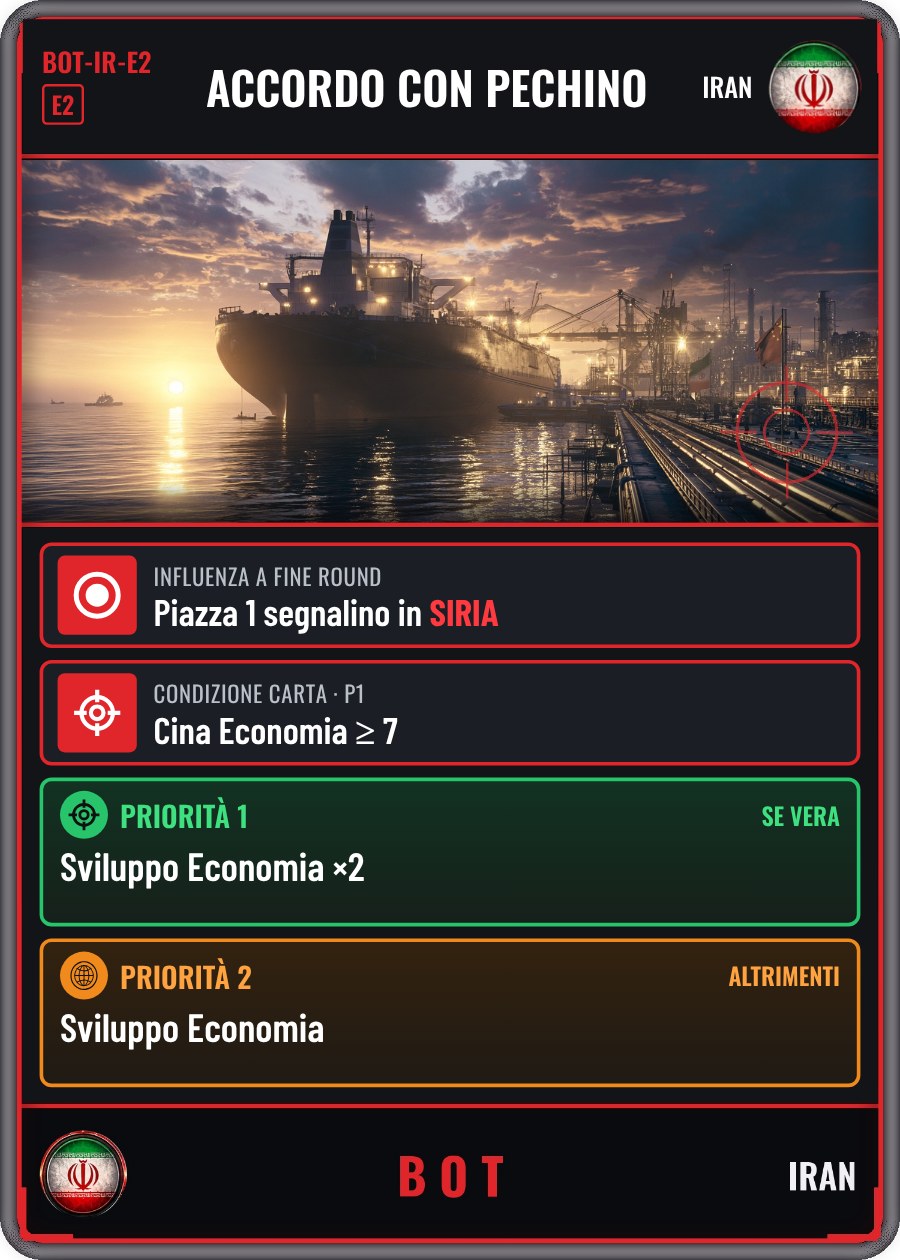 BOT-IR-E2
E2
ACCORDO CON PECHINO
IRAN
INFLUENZA A FINE ROUND
Piazza 1 segnalino in SIRIA
CONDIZIONE CARTA · P1
Cina Economia ≥ 7
PRIORITÀ 1
SE VERA
Sviluppo Economia ×2
PRIORITÀ 2
ALTRIMENTI
Sviluppo Economia
BOT
IRAN